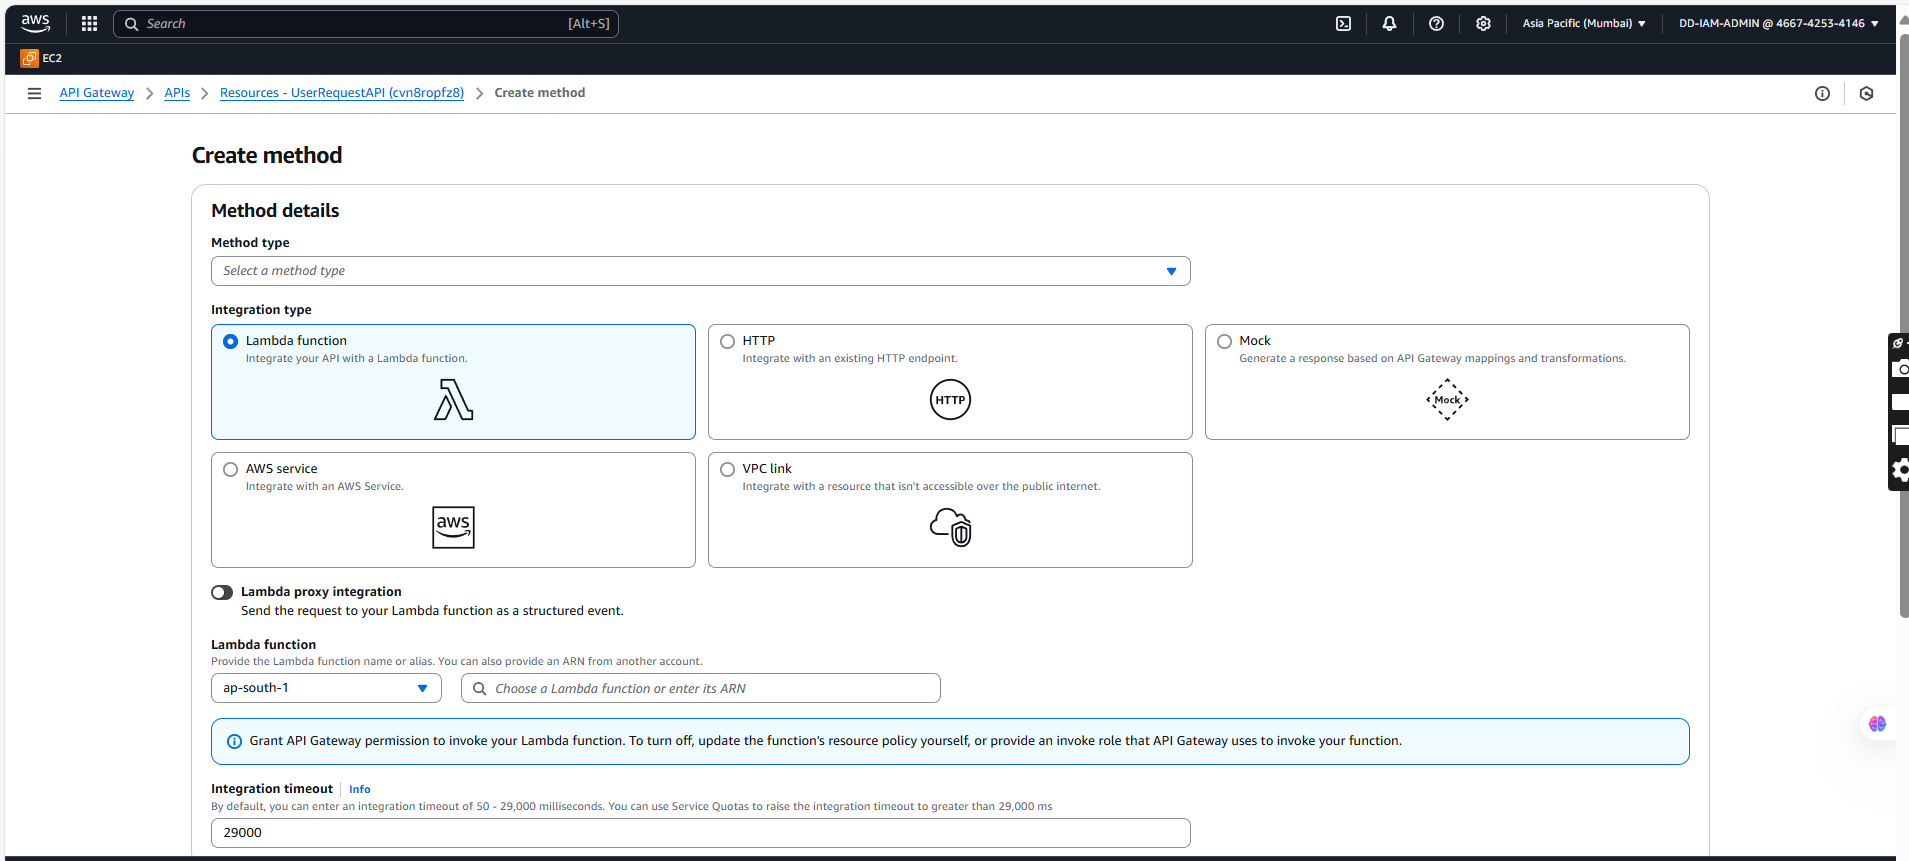 aws
Search [Alt+S] Asia Pacific (Mumbai) DD-IAM-ADMIN @ 4667-4253-4146
EC2
API Gateway APIs Resources - UserRequestAPI (cvn8ropfz8) Create method
Create method
Method details
Method type
Select a method type
Integration type
Lambda function
Integrate your API with a Lambda function.
HTTP
Integrate with an existing HTTP endpoint.
HTTP
Mock
Generate a response based on API Gateway mappings and transformations.
Mock
AWS service
Integrate with an AWS Service.
aws
VPC link
Integrate with a resource that isn't accessible over the public internet.
Lambda proxy integration
Send the request to your Lambda function as a structured event.
Lambda function
Provide the Lambda function name or alias. You can also provide an ARN from another account.
ap-south-1 Choose a Lambda function or enter its ARN
Grant API Gateway permission to invoke your Lambda function. To turn off, update the function's resource policy yourself, or provide an invoke role that API Gateway uses to invoke your function.
Integration timeout Info
By default, you can enter an integration timeout of 50 - 29,000 milliseconds. You can use Service Quotas to raise the integration timeout to greater than 29,000 ms
29000